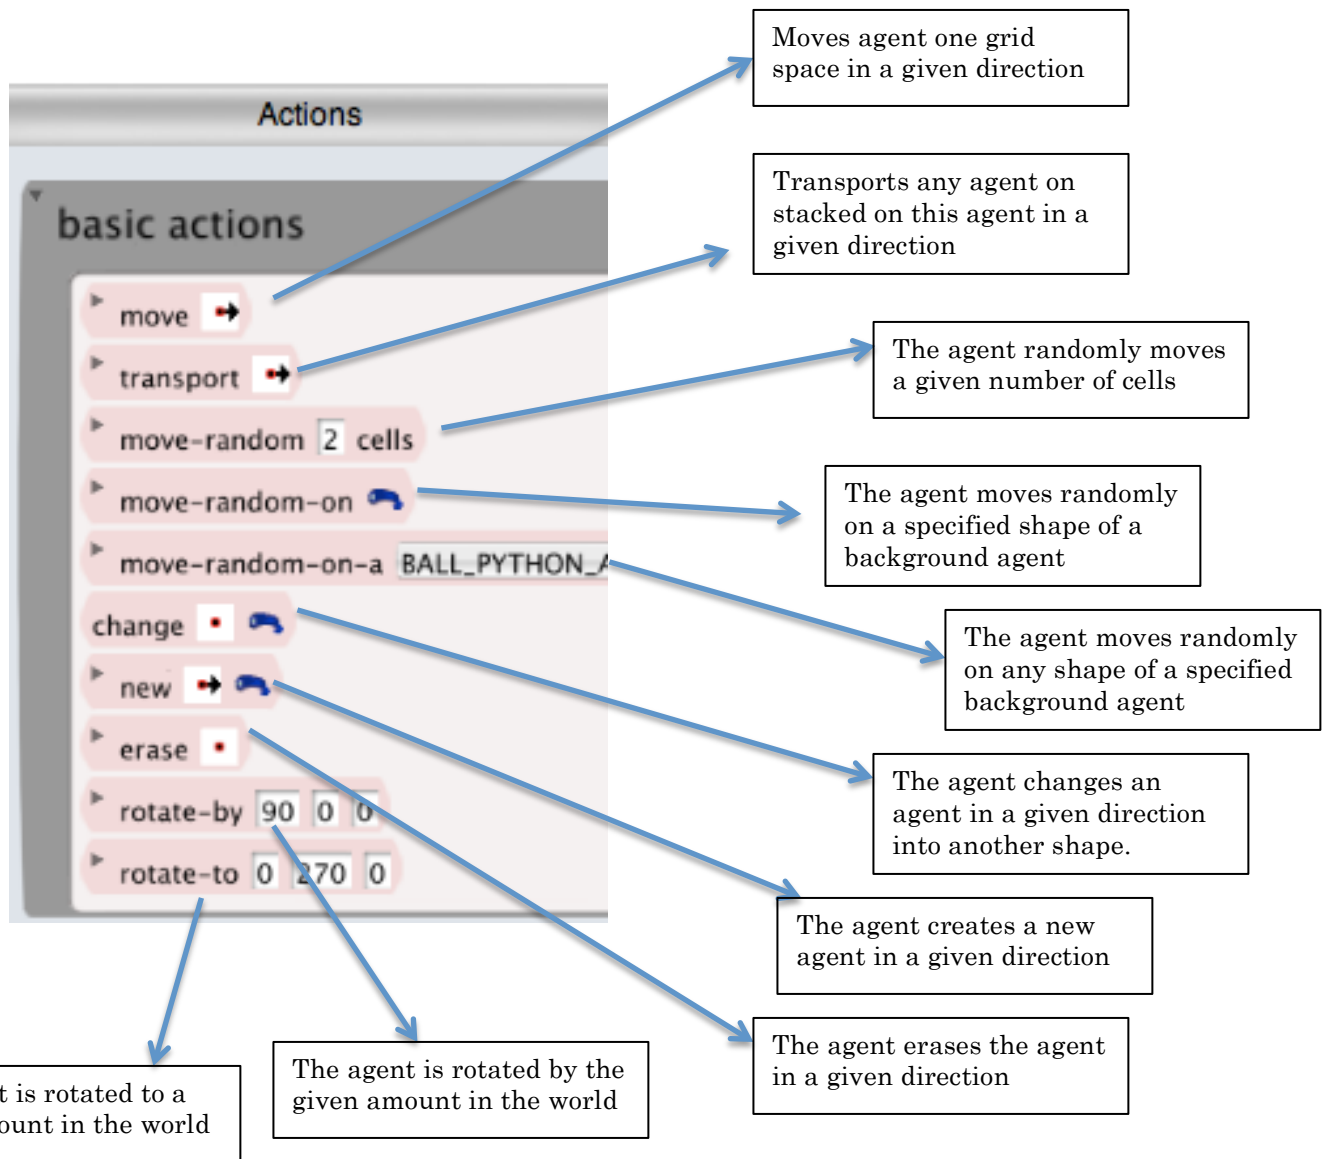 Moves agent one grid
space in a given direction
Actions
Transports any agent on
stacked on this agent in a
given direction
basic actions
move
transport
The agent randomly moves
a given number of cells
move-random 2 cells
move-random-on
The agent moves randomly
on a specified shape of a
background agent
move-random-on-a BALL_PYTHON_A
change
The agent moves randomly
on any shape of a specified
background agent
new
erase
The agent changes an
agent in a given direction
into another shape.
rotate-by 90 0 0
rotate-to 0 270 0
The agent creates a new
agent in a given direction
The agent erases the agent
in a given direction
The agent is rotated by the
given amount in the world
t is rotated to a
ount in the world